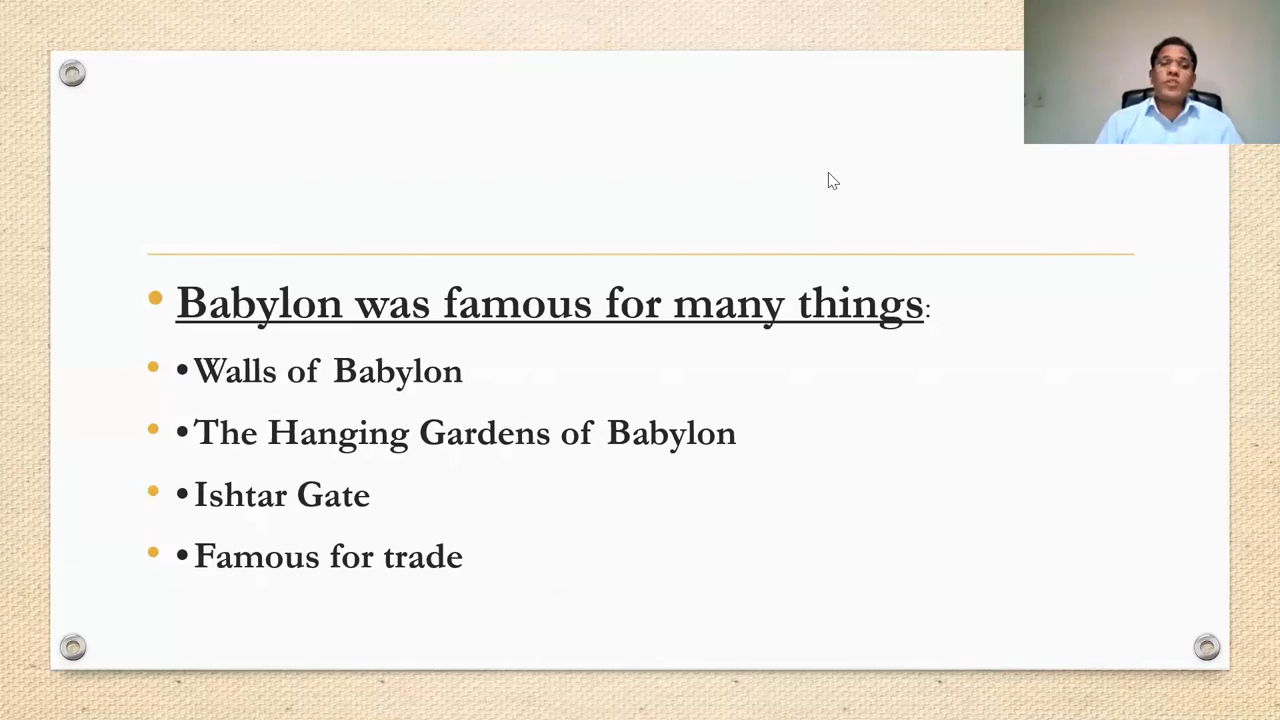 • Babylon was famous for many things:
• •Walls of Babylon
• •The Hanging Gardens of Babylon
• •Ishtar Gate
• •Famous for trade